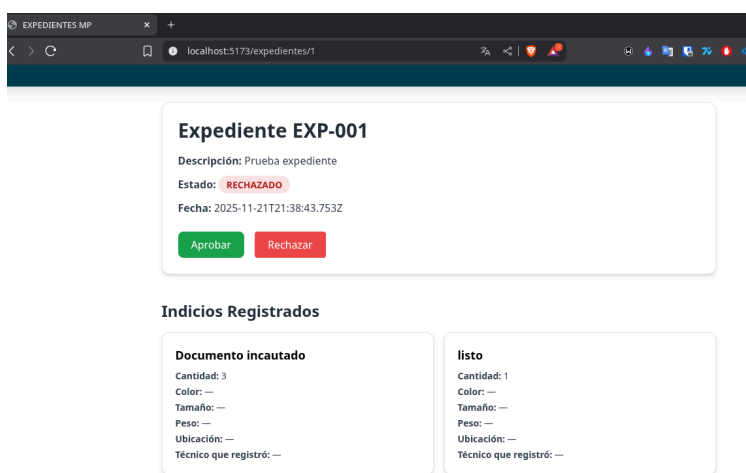 EXPEDIENTES MP
localhost:5173/expedientes/1
Expediente EXP-001
Descripción: Prueba expediente
Estado: RECHAZADO
Fecha: 2025-11-21T21:38:43.753Z
Aprobar Rechazar
Indicios Registrados
Documento incautado
Cantidad: 3
Color: —
Tamaño: —
Peso: —
Ubicación: —
Técnico que registró: —
listo
Cantidad: 1
Color: —
Tamaño: —
Peso: —
Ubicación: —
Técnico que registró: —